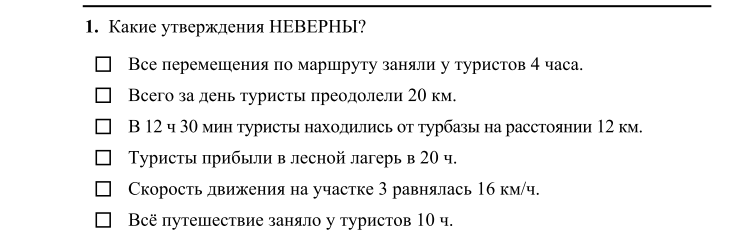 1. Какие утверждения НЕВЕРНЫ?
Все перемещения по маршруту заняли у туристов 4 часа.
Всего за день туристы преодолели 20 км.
В 12 ч 30 мин туристы находились от турбазы на расстоянии 12 км.
Туристы прибыли в лесной лагерь в 20 ч.
Скорость движения на участке 3 равнялась 16 км/ч.
Всё путешествие заняло у туристов 10 ч.